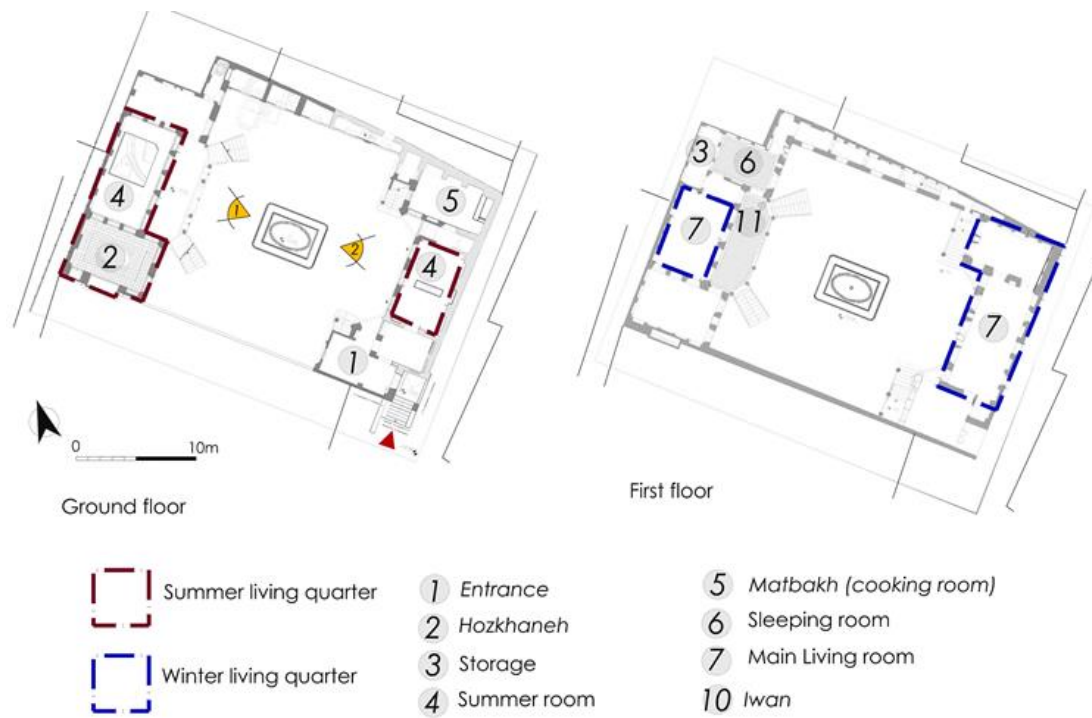 4
2
1
2
5
4
1
0 10m
Ground floor
3
6
7
11
7
First floor
Summer living quarter
Winter living quarter
1 Entrance
2 Hozkhaneh
3 Storage
4 Summer room
5 Matbakh (cooking room)
6 Sleeping room
7 Main Living room
10 Iwan